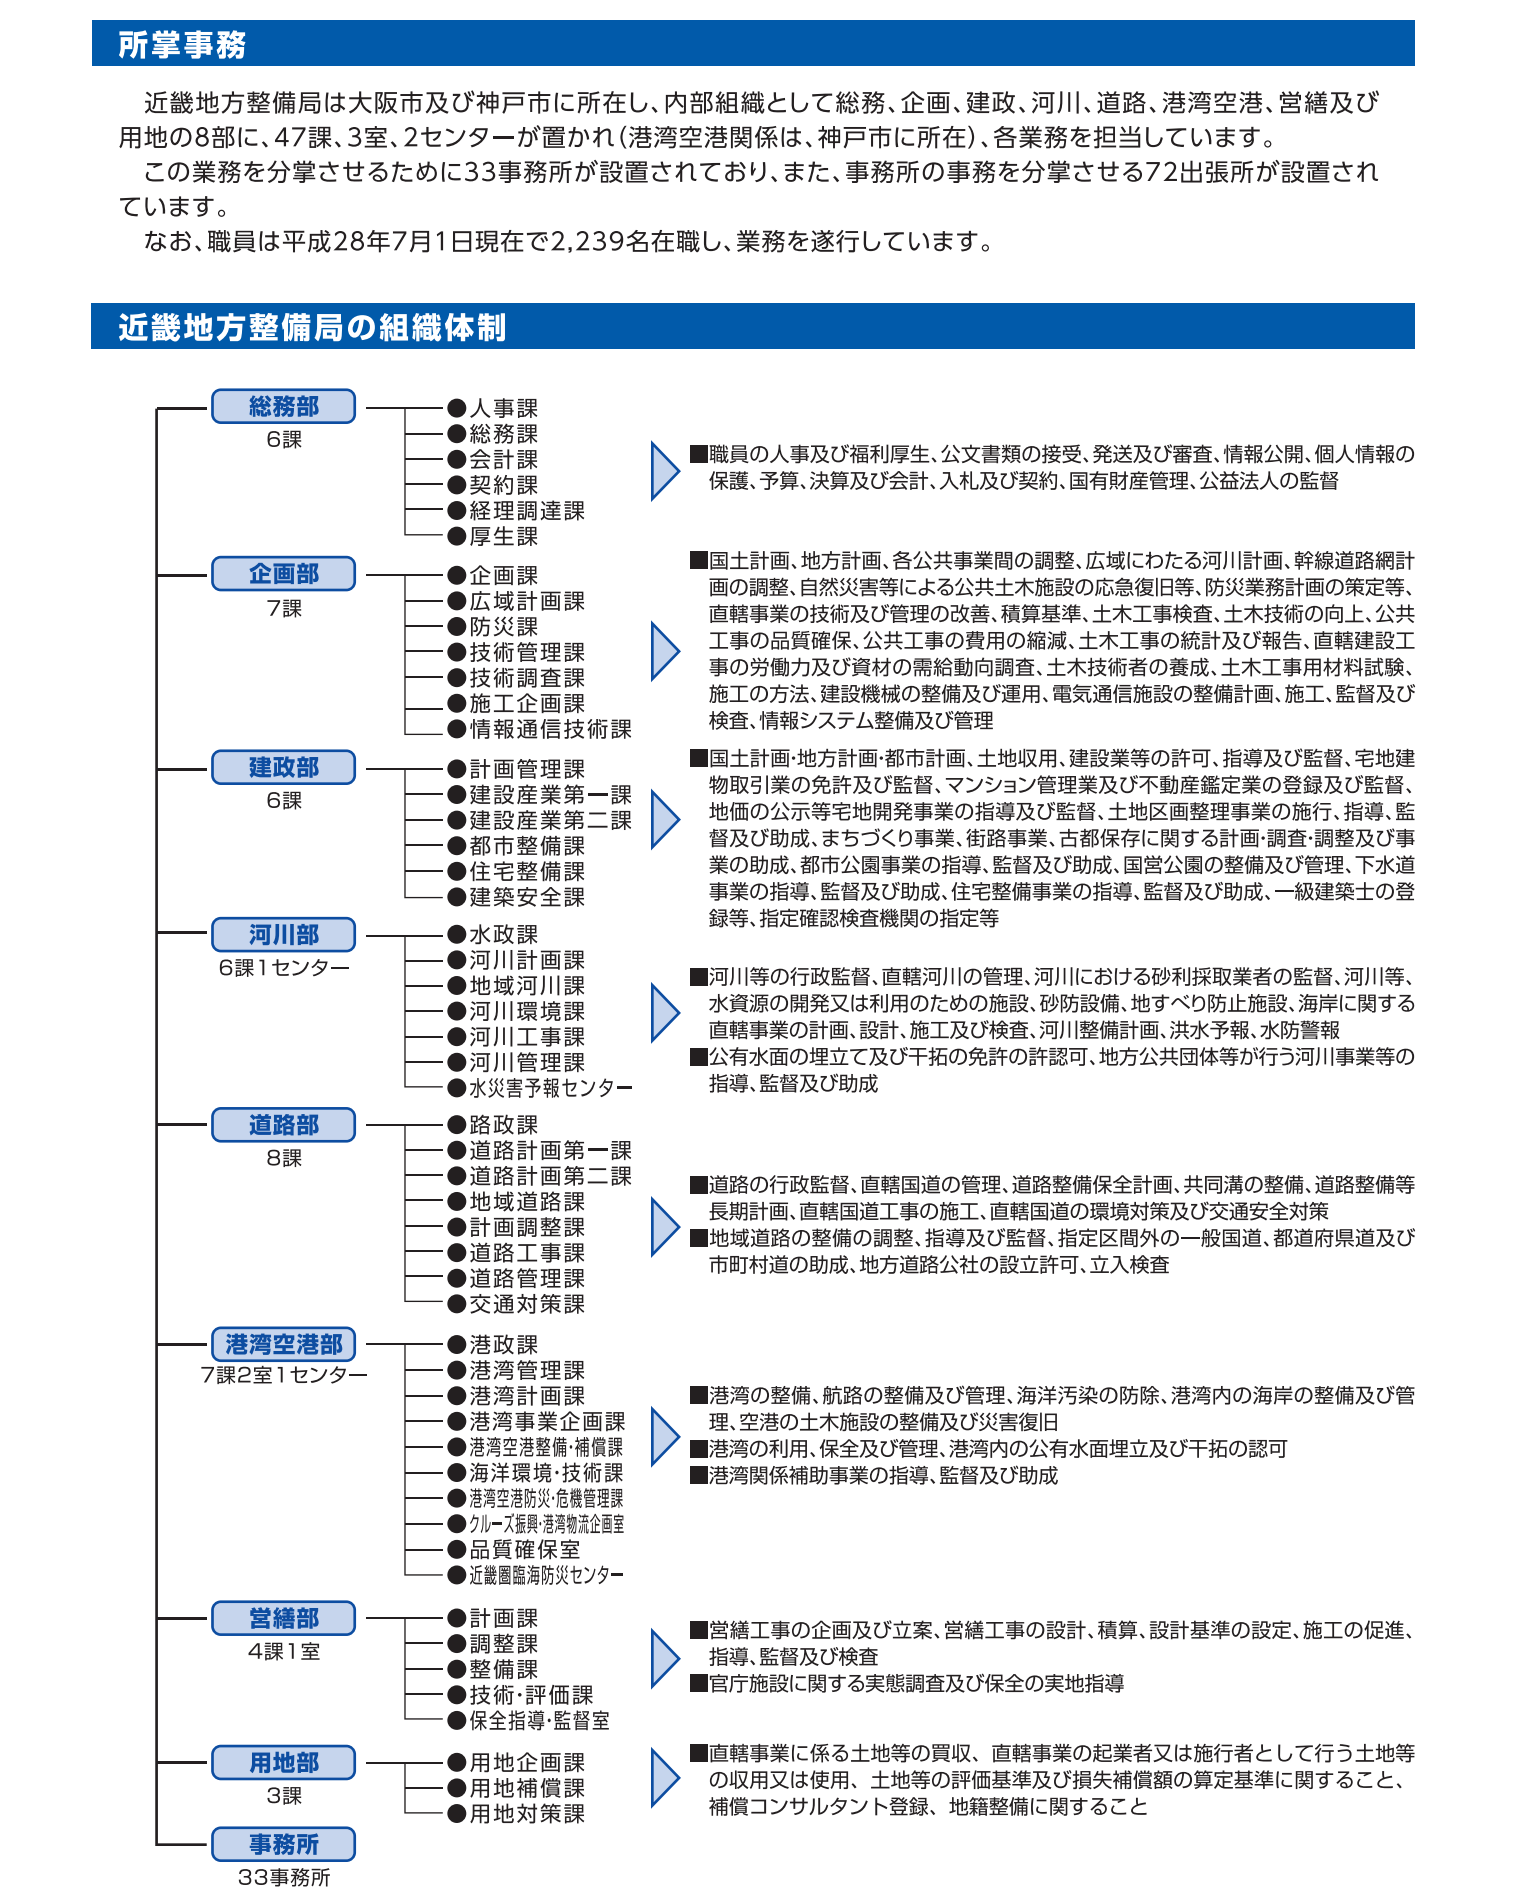 所掌事務
近畿地方整備局は大阪市及び神戸市に所在し、内部組織として総務、企画、建政、河川、道路、港湾空港、営繕及び
用地の8部に、47課、3室、2センターが置かれ（港湾空港関係は、神戸市に所在）、各業務を担当しています。
この業務を分掌させるために33事務所が設置されており、また、事務所の事務を分掌させる72出張所が設置され
ています。
なお、職員は平成28年7月1日現在で2,239名在職し、業務を遂行しています。
近畿地方整備局の組織体制
総務部
6課
●人事課
●総務課
●会計課
●契約課
●経理調達課
●厚生課
■職員の人事及び福利厚生、公文書類の接受、発送及び審査、情報公開、個人情報の
保護、予算、決算及び会計、入札及び契約、国有財産管理、公益法人の監督
企画部
7課
●企画課
●広域計画課
●防災課
●技術管理課
●技術調査課
●施工企画課
●情報通信技術課
■国土計画、地方計画、各公共事業間の調整、広域にわたる河川計画、幹線道路網計
画の調整、自然災害等による公共土木施設の応急復旧等、防災業務計画の策定等、
直轄事業の技術及び管理の改善、積算基準、土木工事検査、土木技術の向上、公共
工事の品質確保、公共工事の費用の縮減、土木工事の統計及び報告、直轄建設工
事の労働力及び資材の需給動向調査、土木技術者の養成、土木工事用材料試験、
施工の方法、建設機械の整備及び運用、電気通信施設の整備計画、施工、監督及び
検査、情報システム整備及び管理
建政部
6課
●計画管理課
●建設産業第一課
●建設産業第二課
●都市整備課
●住宅整備課
●建築安全課
■国土計画・地方計画・都市計画、土地収用、建設業等の許可、指導及び監督、宅地建
物取引業の免許及び監督、マンション管理業及び不動産鑑定業の登録及び監督、
地価の公示等宅地開発事業の指導及び監督、土地区画整理事業の施行、指導、監
督及び助成、まちづくり事業、街路事業、古都保存に関する計画・調査・調整及び事
業の助成、都市公園事業の指導、監督及び助成、国営公園の整備及び管理、下水道
事業の指導、監督及び助成、住宅整備事業の指導、監督及び助成、一級建築士の登
録等、指定確認検査機関の指定等
河川部
6課1センター
●水政課
●河川計画課
●地域河川課
●河川環境課
●河川工事課
●河川管理課
●水災害予報センター
■河川等の行政監督、直轄河川の管理、河川における砂利採取業者の監督、河川等、
水資源の開発又は利用のための施設、砂防設備、地すべり防止施設、海岸に関する
直轄事業の計画、設計、施工及び検査、河川整備計画、洪水予報、水防警報
■公有水面の埋立て及び干拓の免許の許認可、地方公共団体等が行う河川事業等の
指導、監督及び助成
道路部
8課
●路政課
●道路計画第一課
●道路計画第二課
●地域道路課
●計画調整課
●道路工事課
●道路管理課
●交通対策課
■道路の行政監督、直轄国道の管理、道路整備保全計画、共同溝の整備、道路整備等
長期計画、直轄国道工事の施工、直轄国道の環境対策及び交通安全対策
■地域道路の整備の調整、指導及び監督、指定区間外の一般国道、都道府県道及び
市町村道の助成、地方道路公社の設立許可、立入検査
港湾空港部
7課2室1センター
●港政課
●港湾管理課
●港湾計画課
●港湾事業企画課
●港湾空港整備・補償課
●海洋環境・技術課
●港湾空港防災・危機管理課
●クルーズ振興・港湾物流企画室
●品質確保室
●近畿圏臨海防災センター
■港湾の整備、航路の整備及び管理、海洋汚染の防除、港湾内の海岸の整備及び管
理、空港の土木施設の整備及び災害復旧
■港湾の利用、保全及び管理、港湾内の公有水面埋立及び干拓の認可
■港湾関係補助事業の指導、監督及び助成
営繕部
4課1室
●計画課
●調整課
●整備課
●技術・評価課
●保全指導・監督室
■営繕工事の企画及び立案、営繕工事の設計、積算、設計基準の設定、施工の促進、
指導、監督及び検査
■官庁施設に関する実態調査及び保全の実地指導
用地部
3課
●用地企画課
●用地補償課
●用地対策課
■直轄事業に係る土地等の買収、直轄事業の起業者又は施行者として行う土地等
の収用又は使用、土地等の評価基準及び損失補償額の算定基準に関すること、
補償コンサルタント登録、地籍整備に関すること
事務所
33事務所